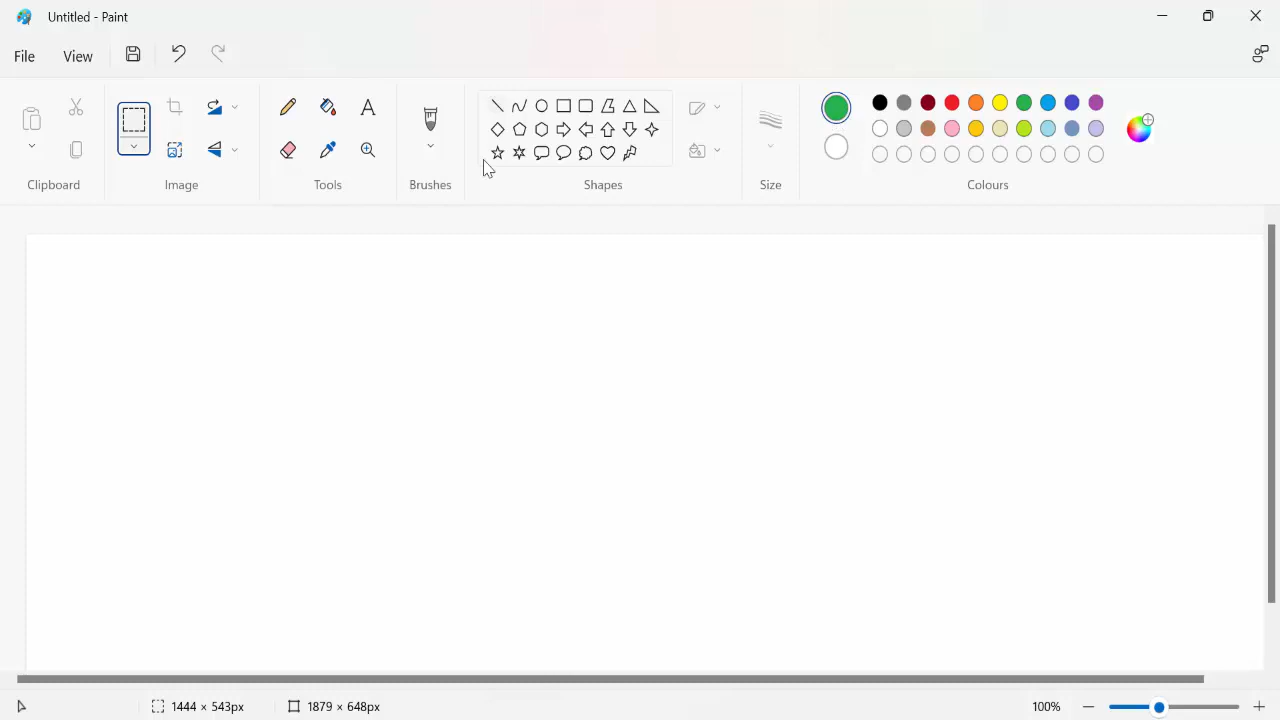 Untitled - Paint
File View
Clipboard Image Tools Brushes Shapes Size Colours
1444 × 543px 1879 × 648px 100%